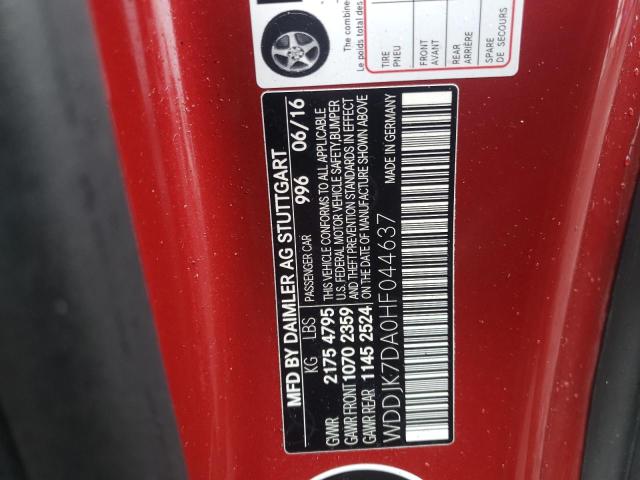 The combine
Le poids total des
TIRE
PNEU
FRONT
AVANT
REAR
ARRIÈRE
SPARE
DE SECOURS
MFD BY DAIMLER AG STUTTGART
996 06/16
KG LBS PASSENGER CAR
GVWR 2175 4795 THIS VEHICLE CONFORMS TO ALL APPLICABLE
GAWR FRONT 1070 2359 U.S. FEDERAL MOTOR VEHICLE SAFETY,BUMPER
AND THEFT PREVENTION STANDARDS IN EFFECT
GAWR REAR 1145 2524 ON THE DATE OF MANUFACTURE SHOWN ABOVE
WDDJK7DA0HF044637 MADE IN GERMANY